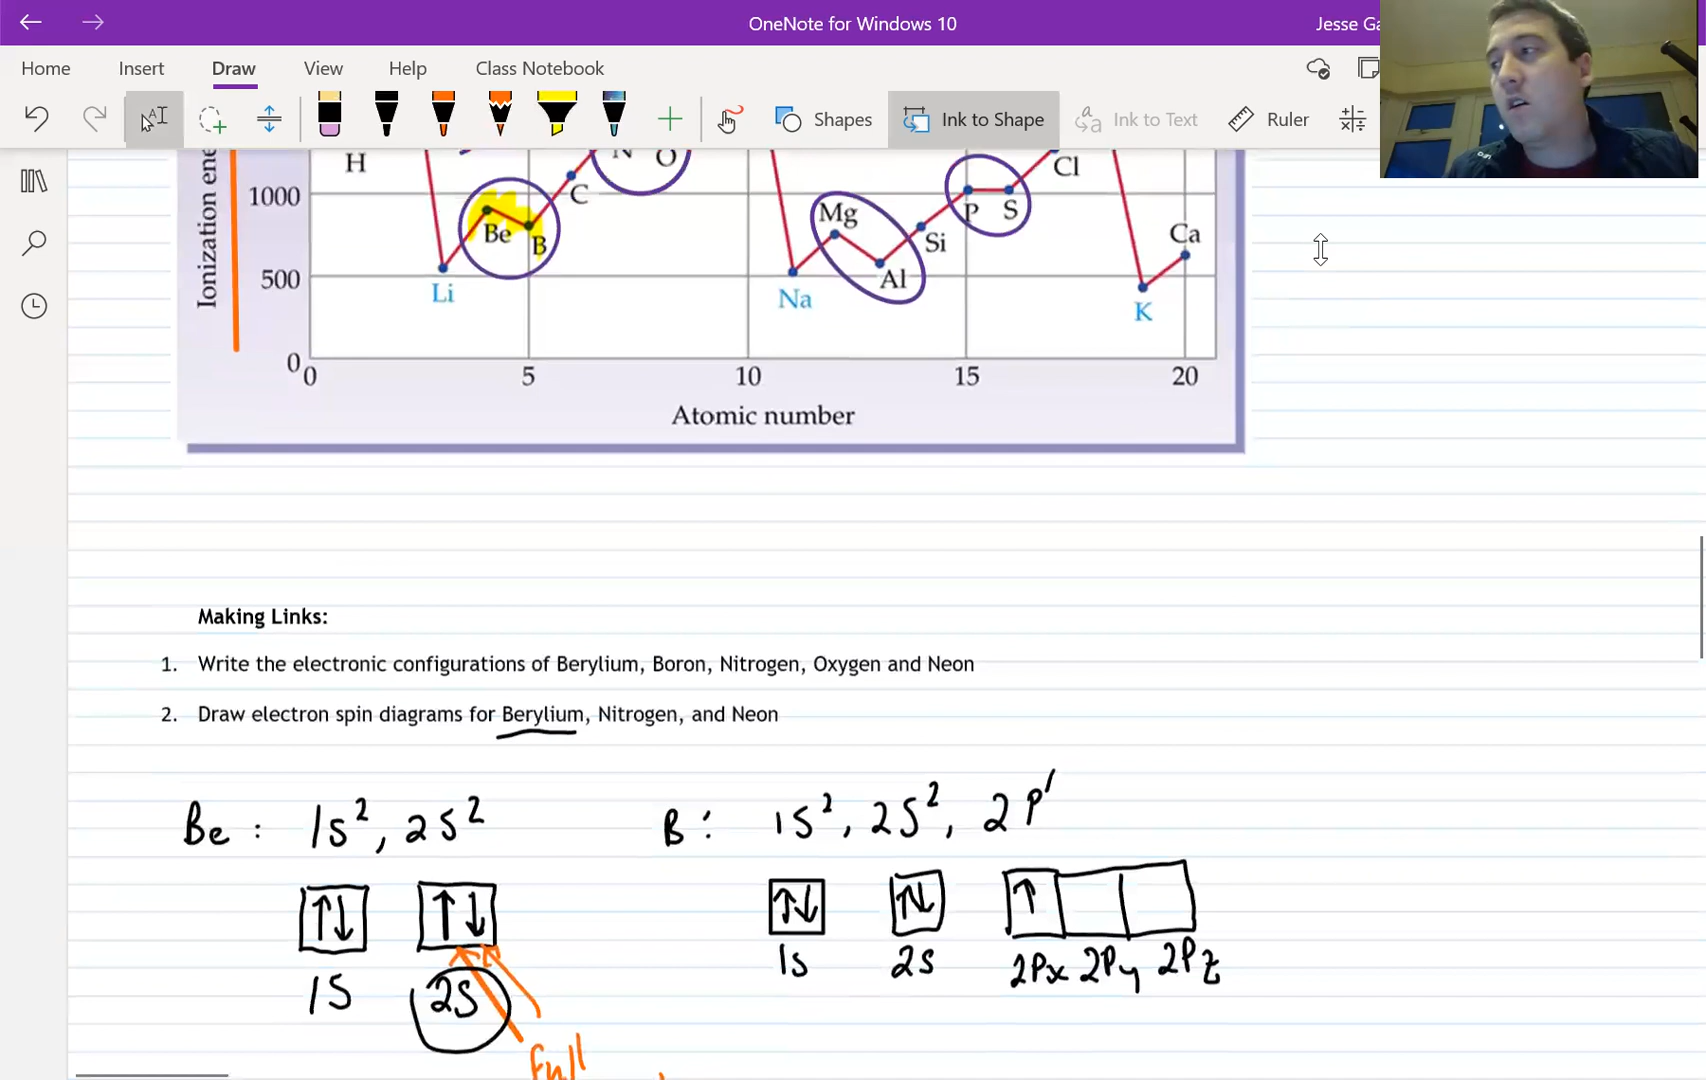 OneNote for Windows 10
Jesse Ga
Home Insert Draw View Help Class Notebook
Shapes Ink to Shape Ink to Text Ruler
Ionization ene
H N O Cl
1000 Be B C Mg P S
Si Al Ca
500 Li Na K
0
0 5 10 15 20
Atomic number
Making Links:
1. Write the electronic configurations of Berylium, Boron, Nitrogen, Oxygen and Neon
2. Draw electron spin diagrams for Berylium, Nitrogen, and Neon
Be : 1s², 2s² B : 1s², 2s², 2p¹
1s 2s 1s 2s 2Px 2Py 2Pz
full